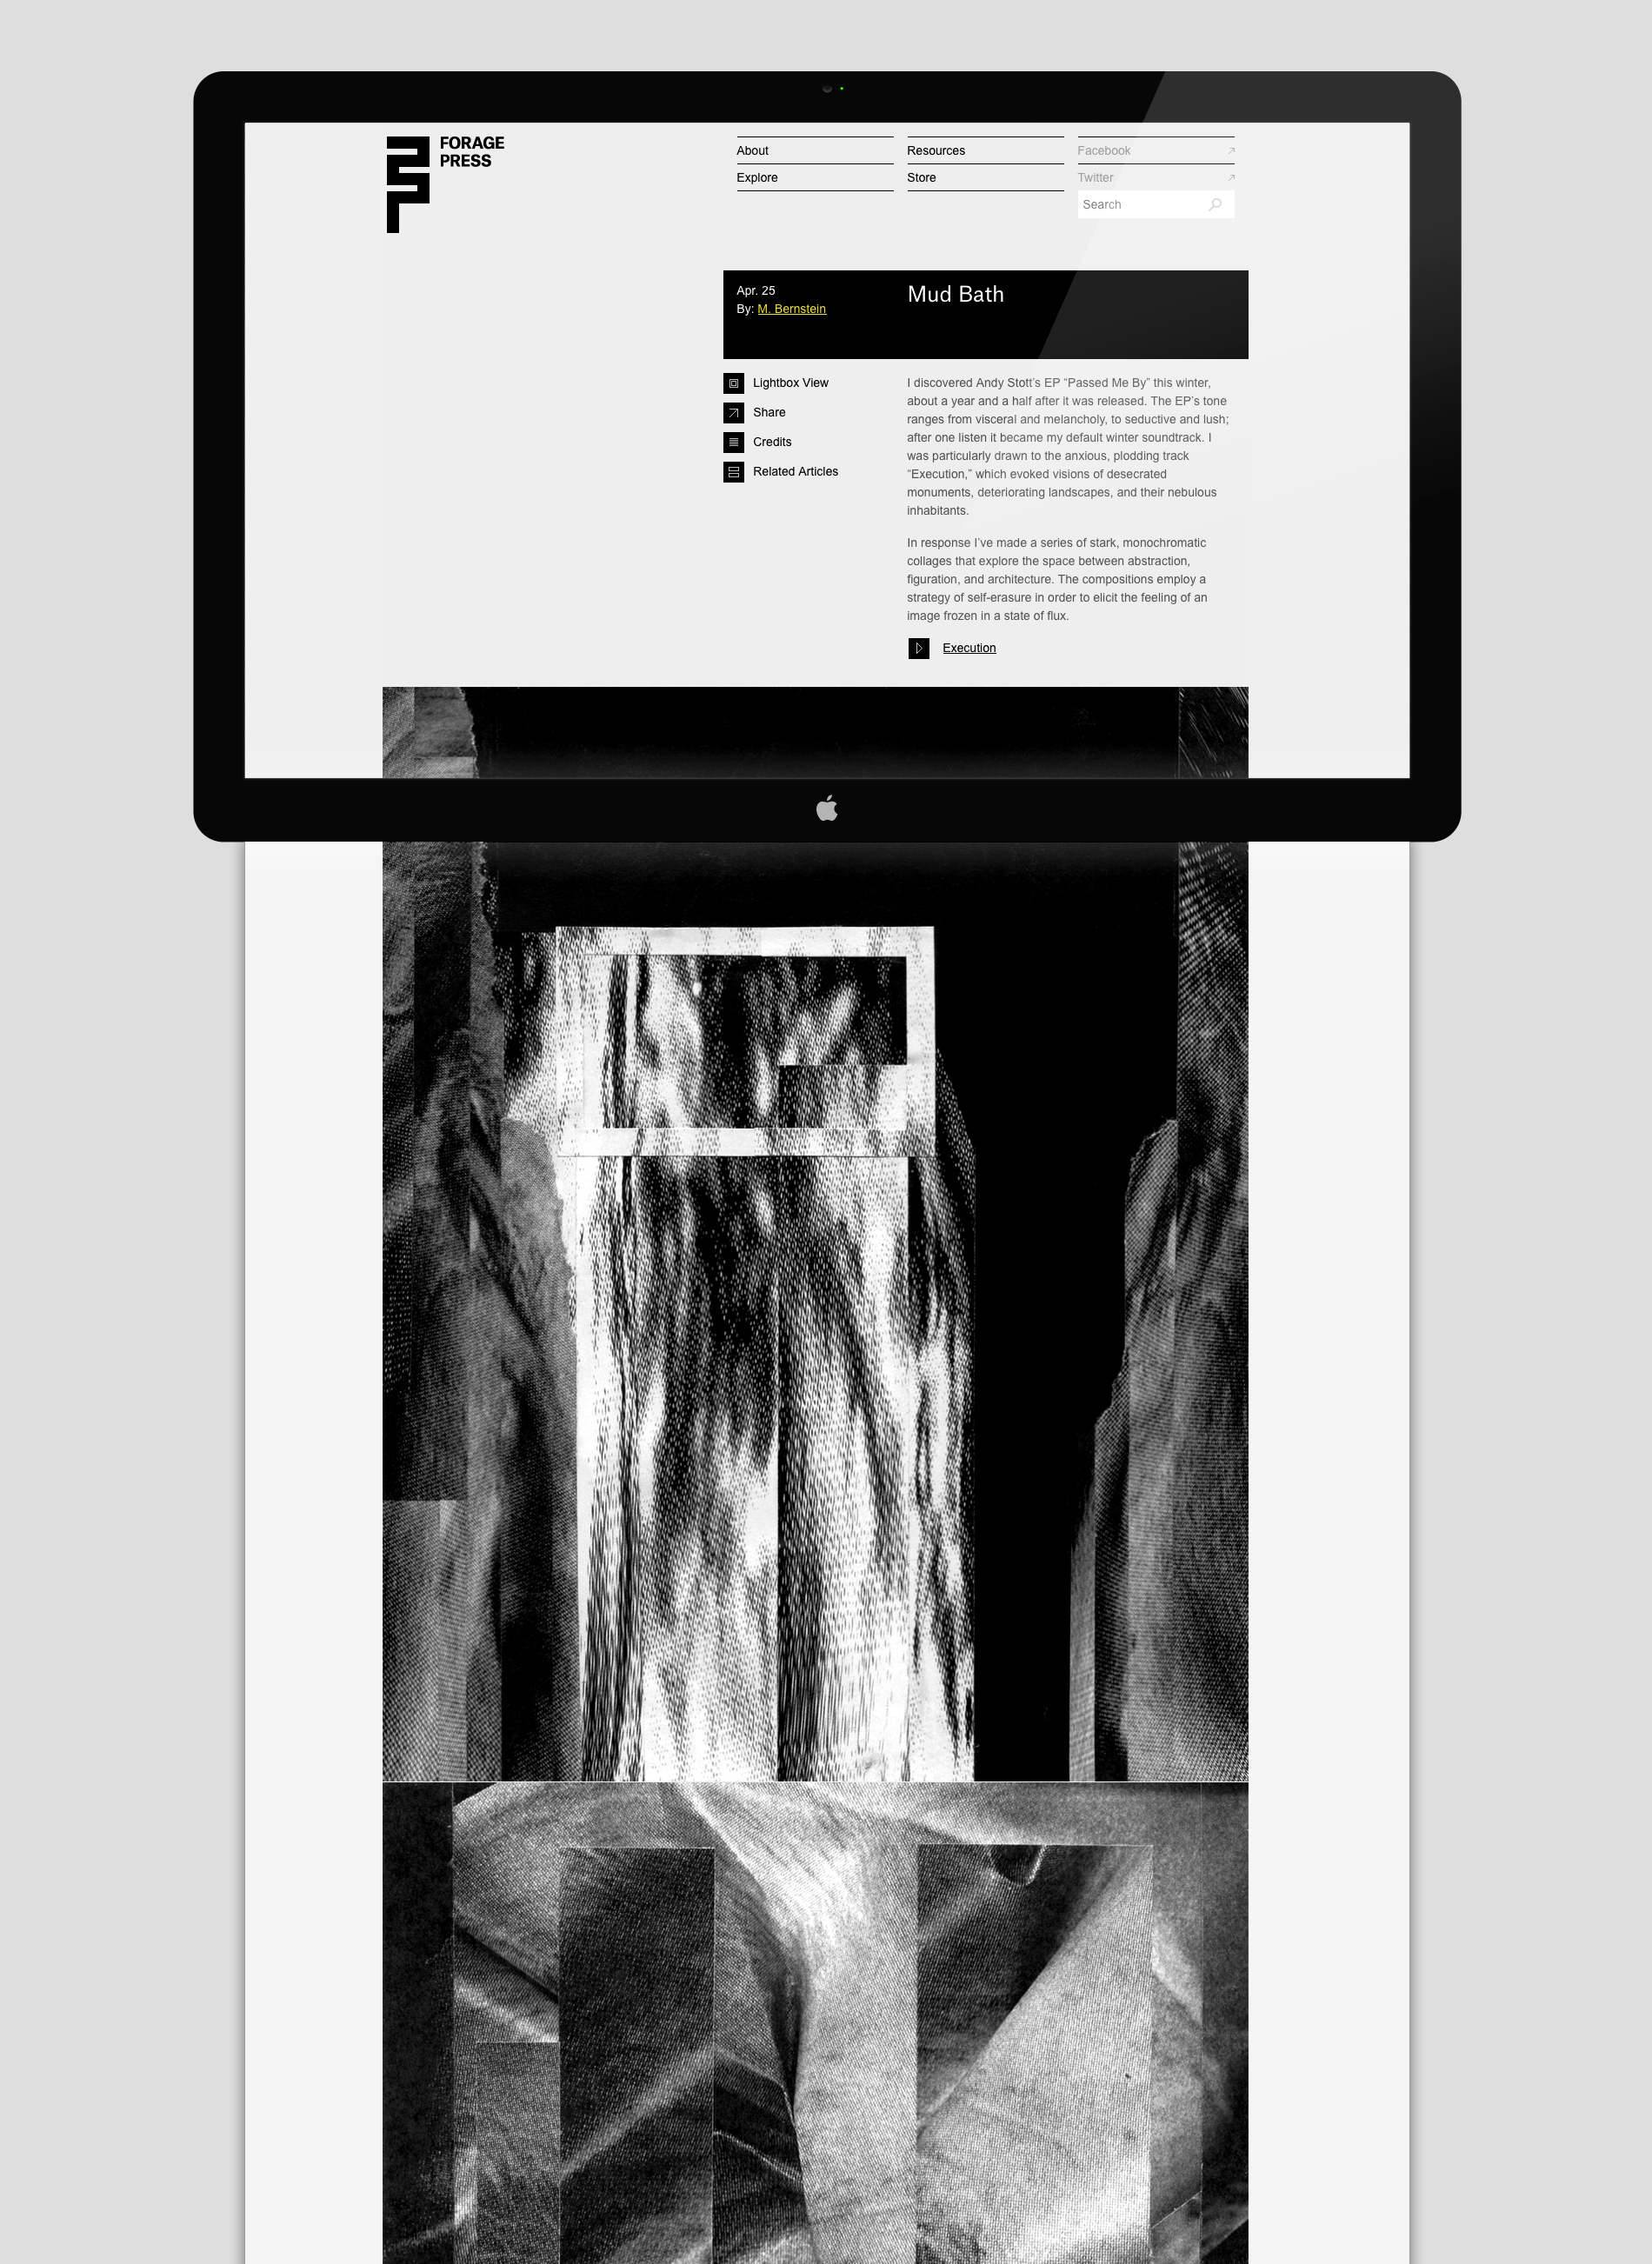 FORAGE
PRESS
About
Explore
Resources
Store
Facebook
Twitter
Search
Apr. 25
By: M. Bernstein
Mud Bath
Lightbox View
Share
Credits
Related Articles
I discovered Andy Stott’s EP “Passed Me By” this winter,
about a year and a half after it was released. The EP’s tone
ranges from visceral and melancholy, to seductive and lush;
after one listen it became my default winter soundtrack. I
was particularly drawn to the anxious, plodding track
“Execution,” which evoked visions of desecrated
monuments, deteriorating landscapes, and their nebulous
inhabitants.
In response I’ve made a series of stark, monochromatic
collages that explore the space between abstraction,
figuration, and architecture. The compositions employ a
strategy of self-erasure in order to elicit the feeling of an
image frozen in a state of flux.
Execution